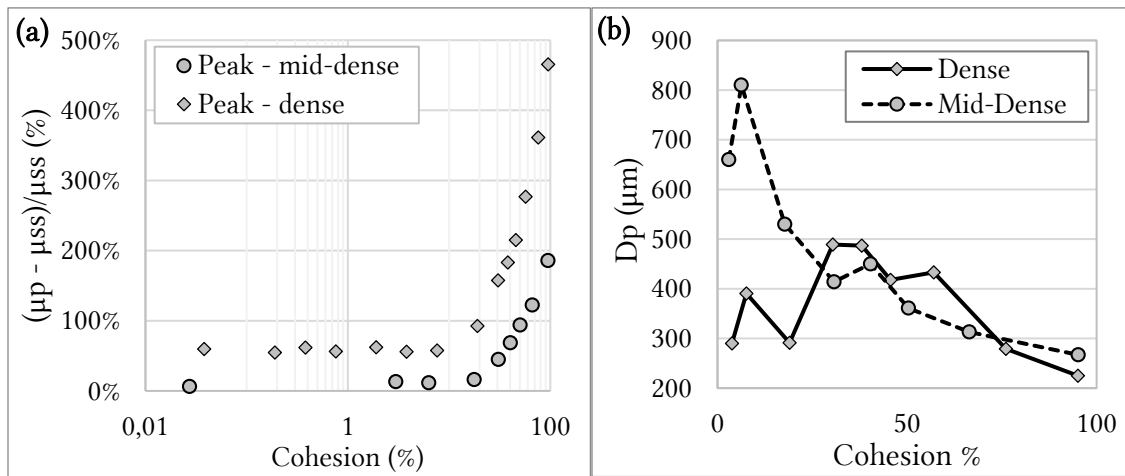 (a)
500%
400%
300%
200%
100%
0%
(μp - μss)/μss (%)
Peak - mid-dense
Peak - dense
0,01
1
100
Cohesion (%)
(b)
900
800
700
600
500
400
300
200
Dp (μm)
Dense
Mid-Dense
0
50
100
Cohesion %